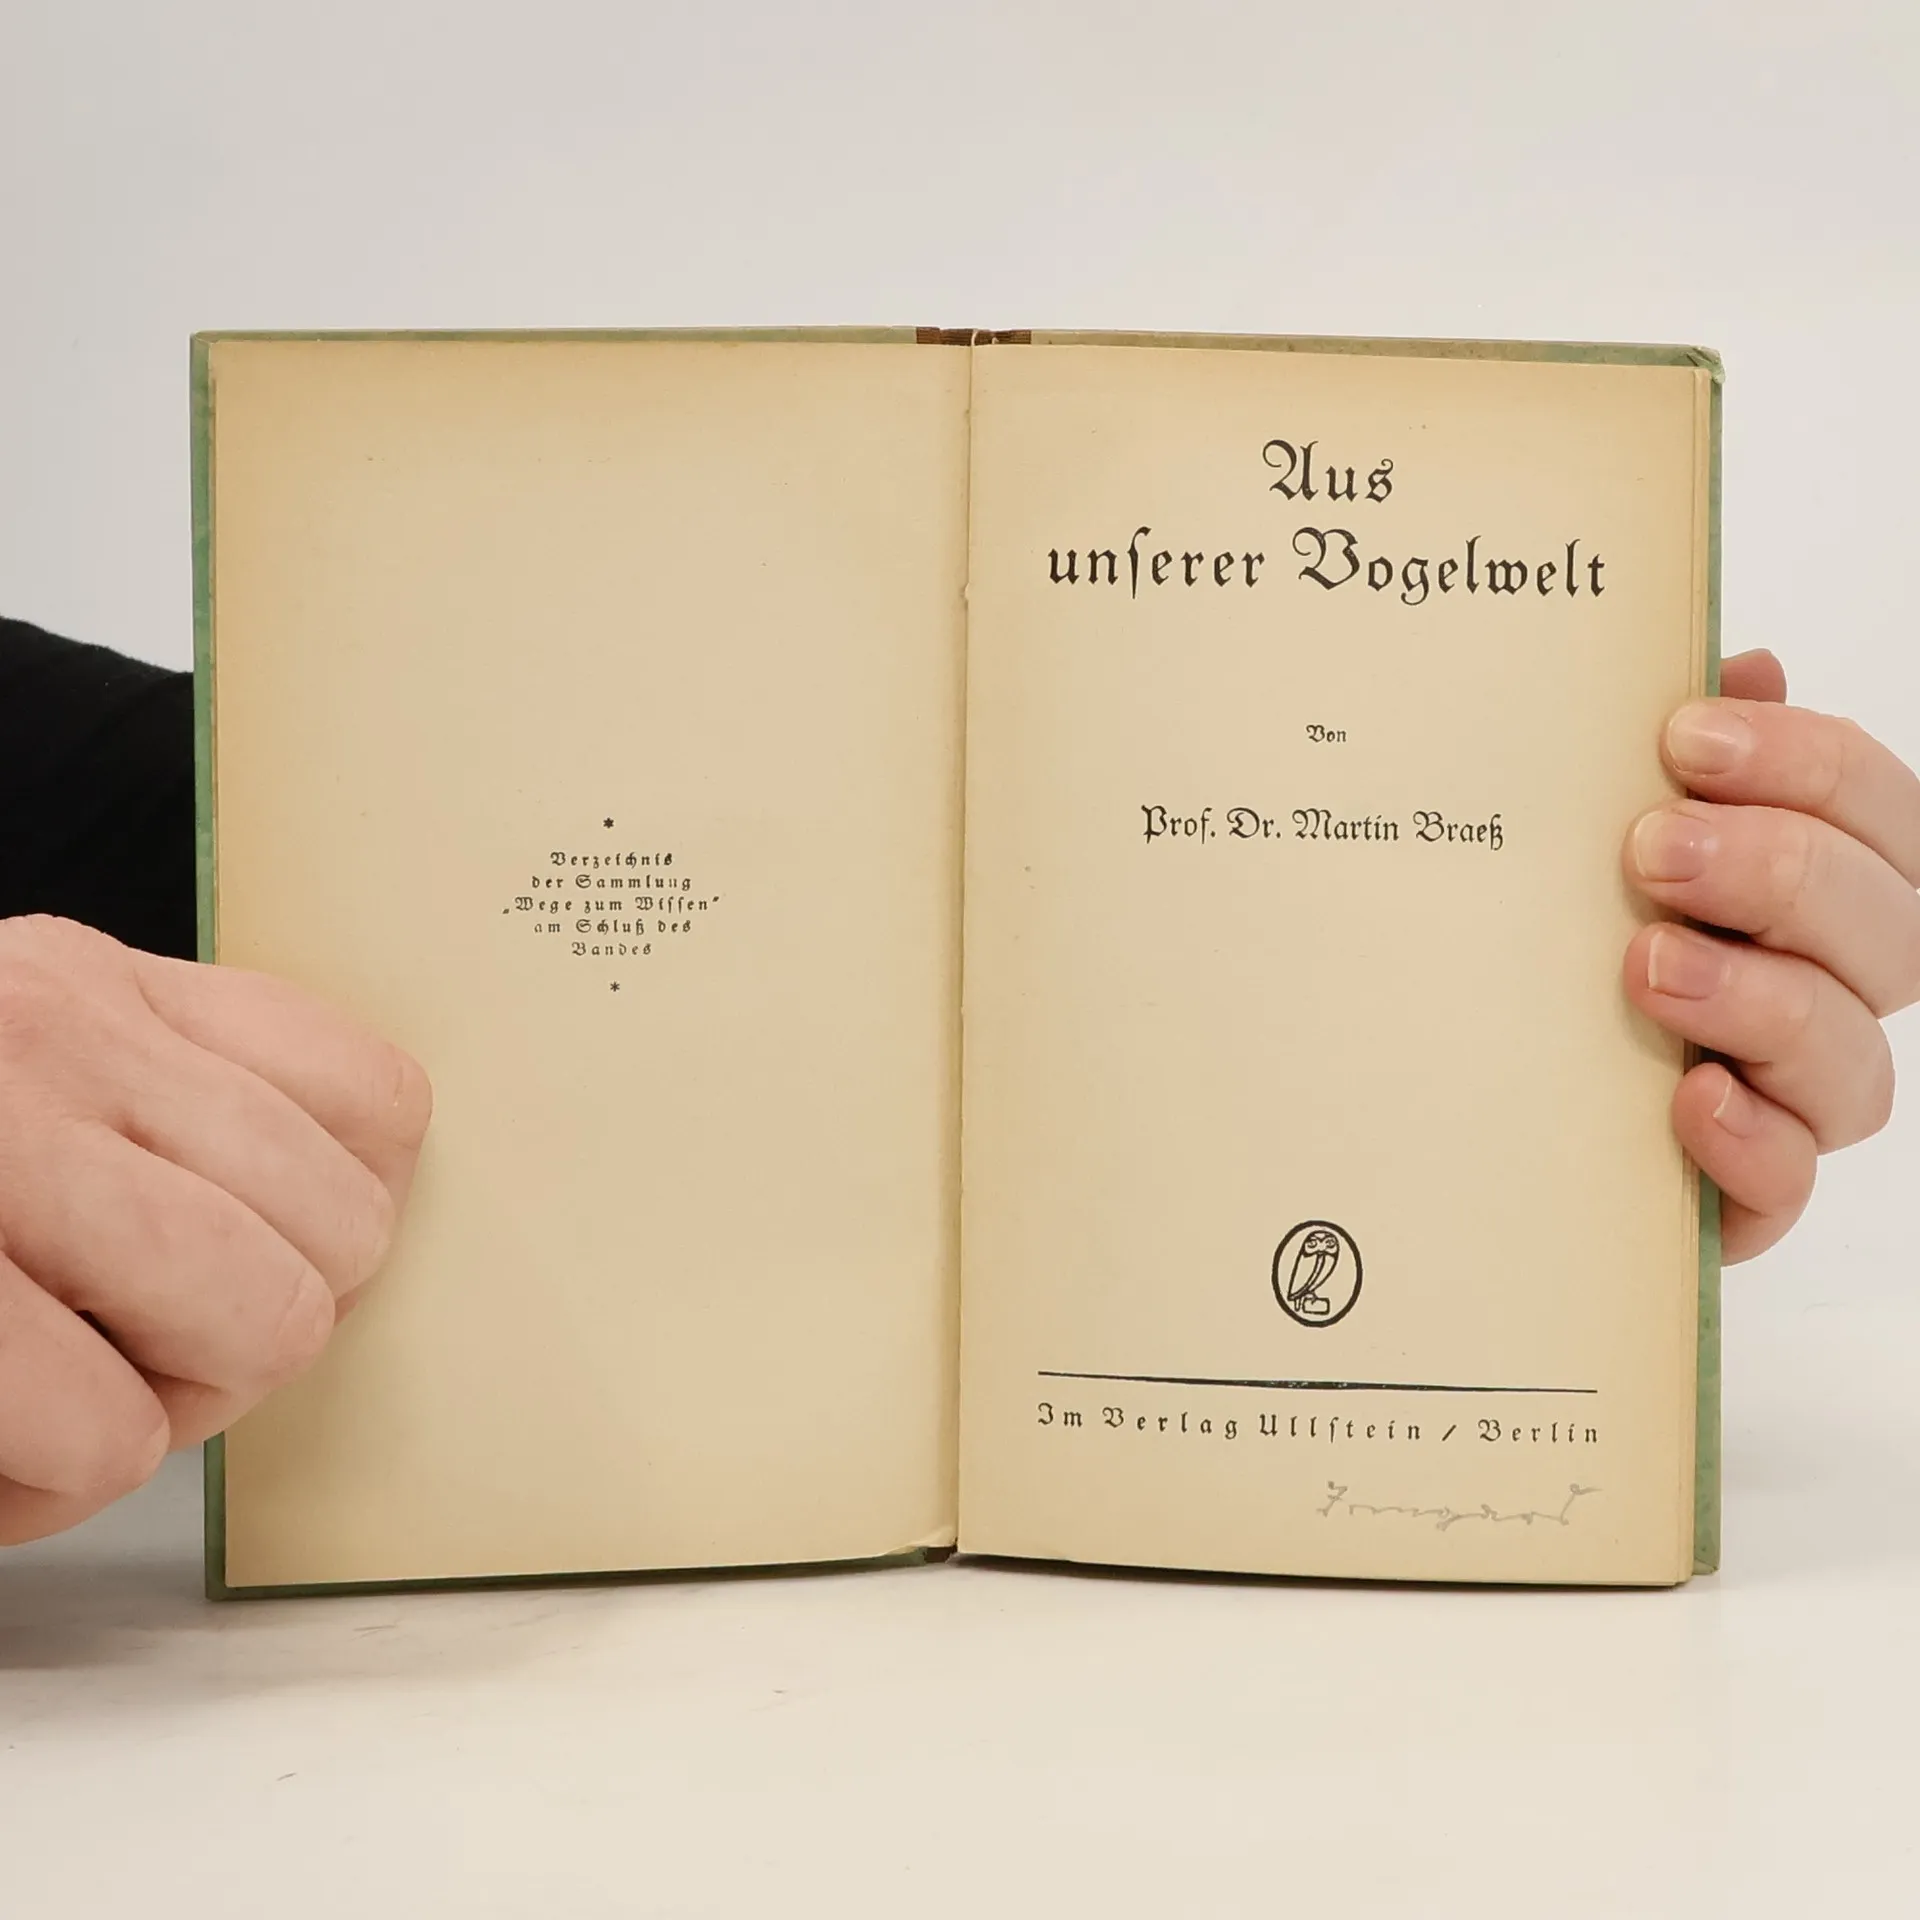 *
Verzeichnis
der Sammlung
„Wege zum Wissen“
am Schluß des
Bandes
*
Aus
unſerer Vogelwelt
Von
Prof. Dr. Martin Braeß
Im Verlag Ullſtein / Berlin
Irmgard